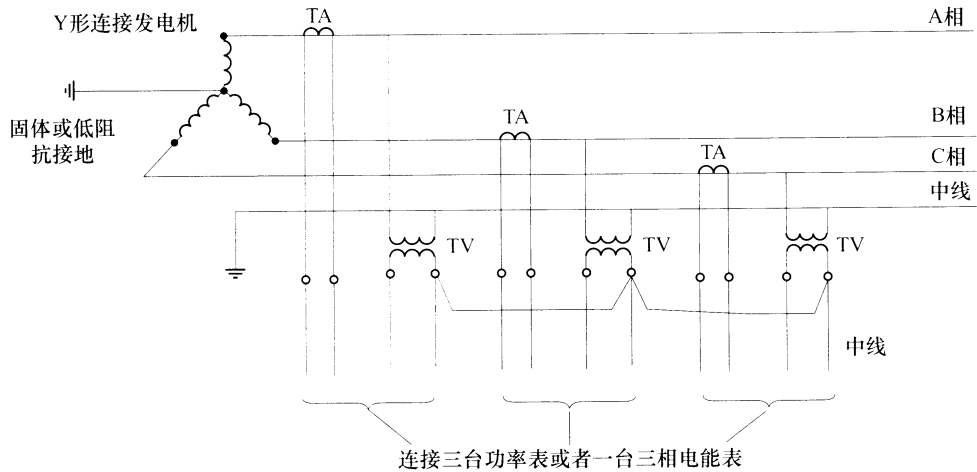 Y形连接发电机
TA
A相
固体或低阻
抗接地
TA
B相
TA
C相
中线
TV
TV
TV
中线
连接三台功率表或者一台三相电能表